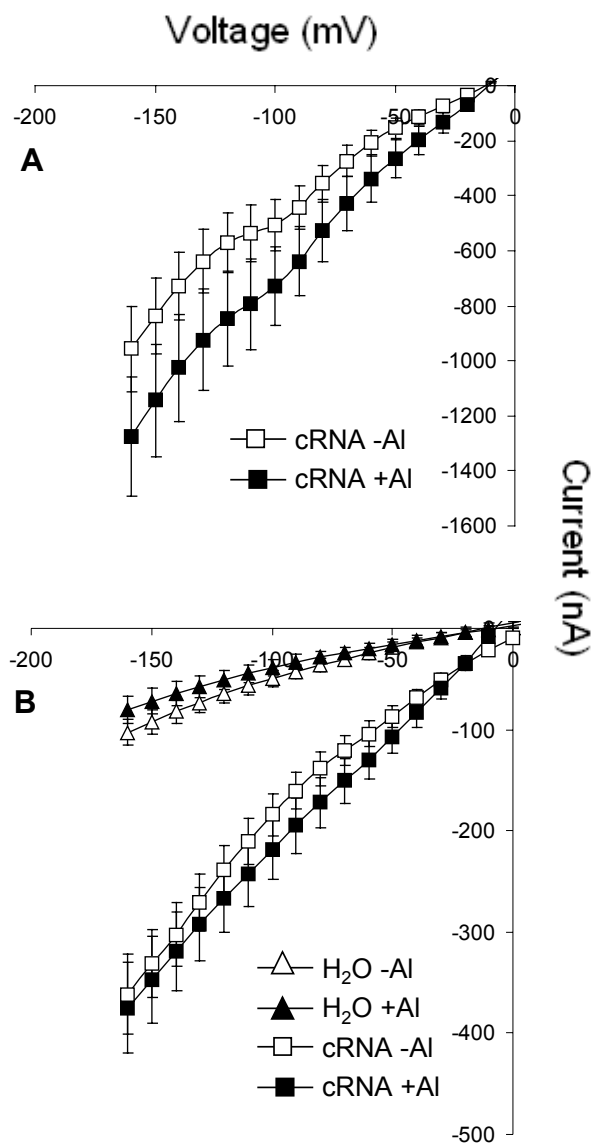 Voltage (mV)
-200 -150 -100 -50 0
0
A
-200
-400
-600
-800
-1000
-1200
-1400
-1600
cRNA -Al
cRNA +Al
Current (nA)
-200 -150 -100 -50 0
B
-100
-200
-300
-400
-500
H₂O -Al
H₂O +Al
cRNA -Al
cRNA +Al